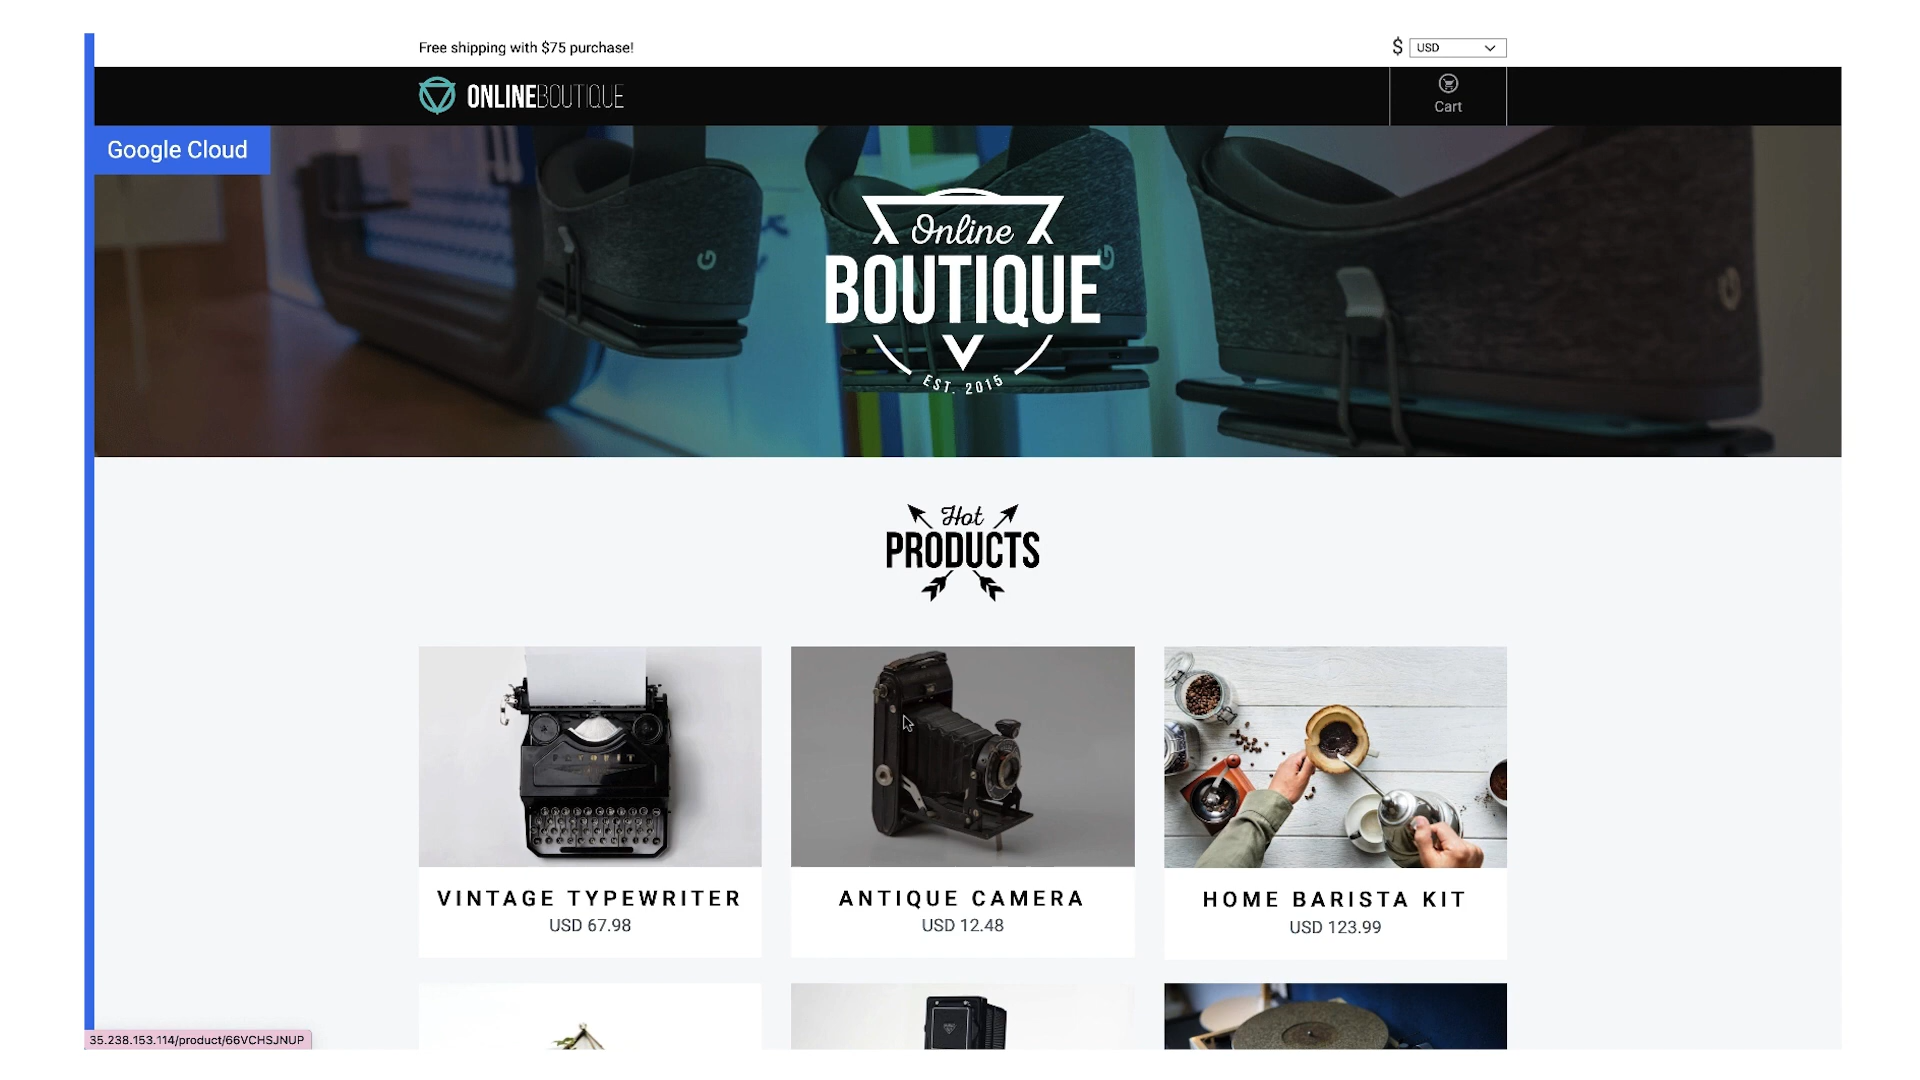 Free shipping with $75 purchase!
$ USD
ONLINEBOUTIQUE
Cart
Google Cloud
Online
BOUTIQUE
EST. 2015
Hot
PRODUCTS
VINTAGE TYPEWRITER
USD 67.98
ANTIQUE CAMERA
USD 12.48
HOME BARISTA KIT
USD 123.99
35.238.153.114/product/66VCHSJNUP